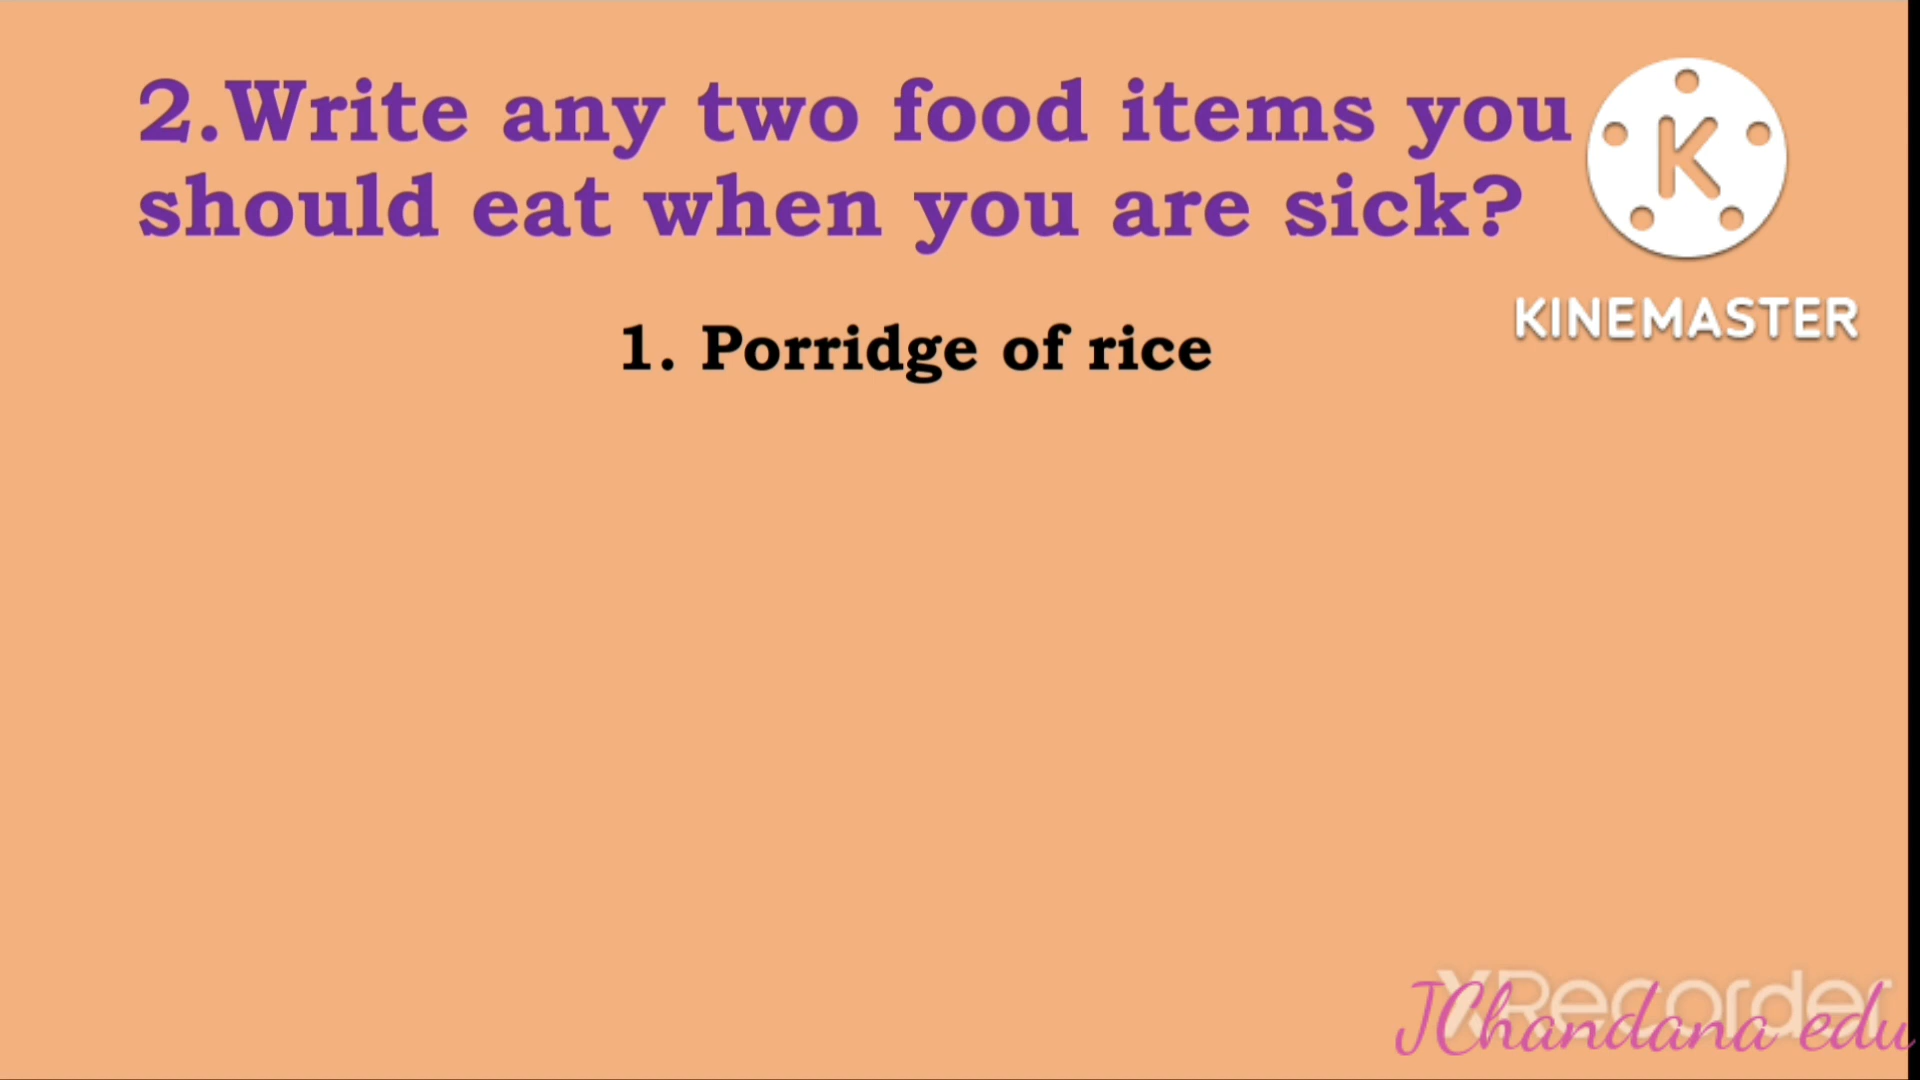 2.Write any two food items you
should eat when you are sick?
KINEMASTER
1. Porridge of rice
XRecorder
JChandana edu